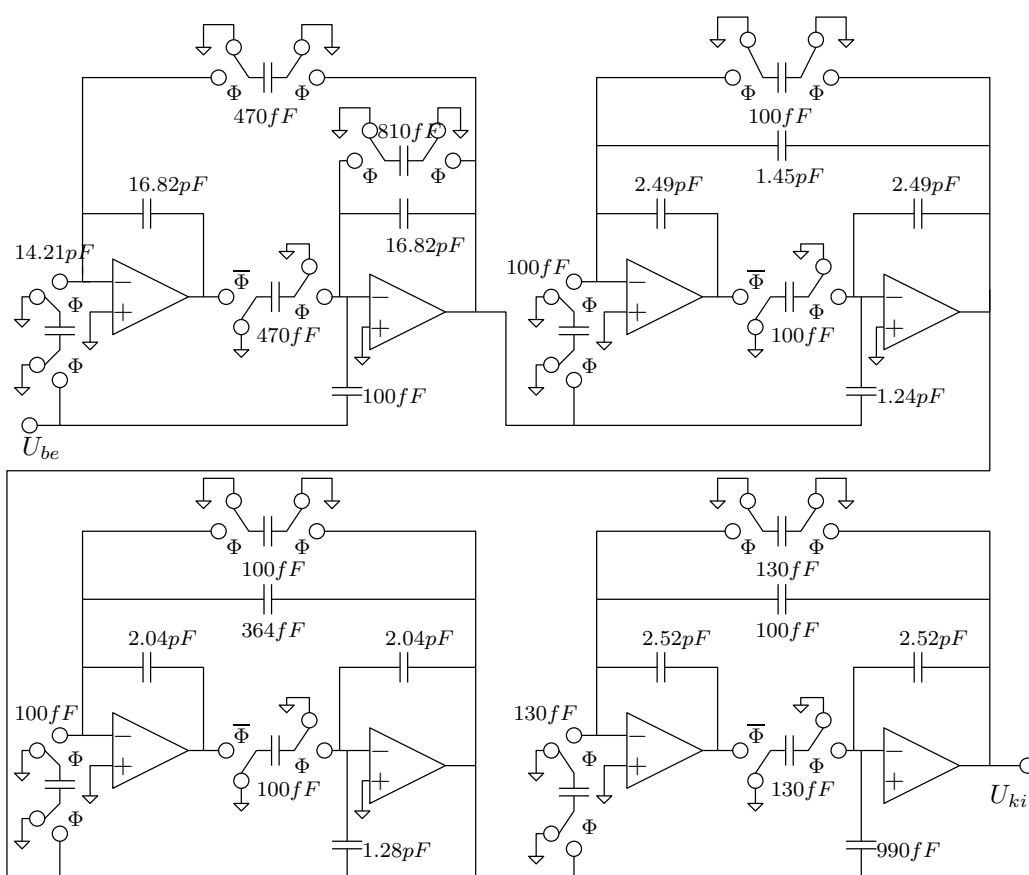 Φ Φ
470fF
810fF
Φ Φ
16.82pF
16.82pF
14.21pF
Φ
Φ
Φ̅
470fF
Φ
100fF
U_be
Φ Φ
100fF
1.45pF
2.49pF
2.49pF
100fF
Φ
Φ
Φ̅
100fF
Φ
1.24pF
Φ Φ
100fF
364fF
2.04pF
2.04pF
100fF
Φ
Φ
Φ̅
100fF
Φ
1.28pF
Φ Φ
130fF
100fF
2.52pF
2.52pF
130fF
Φ
Φ
Φ̅
130fF
Φ
990fF
U_ki